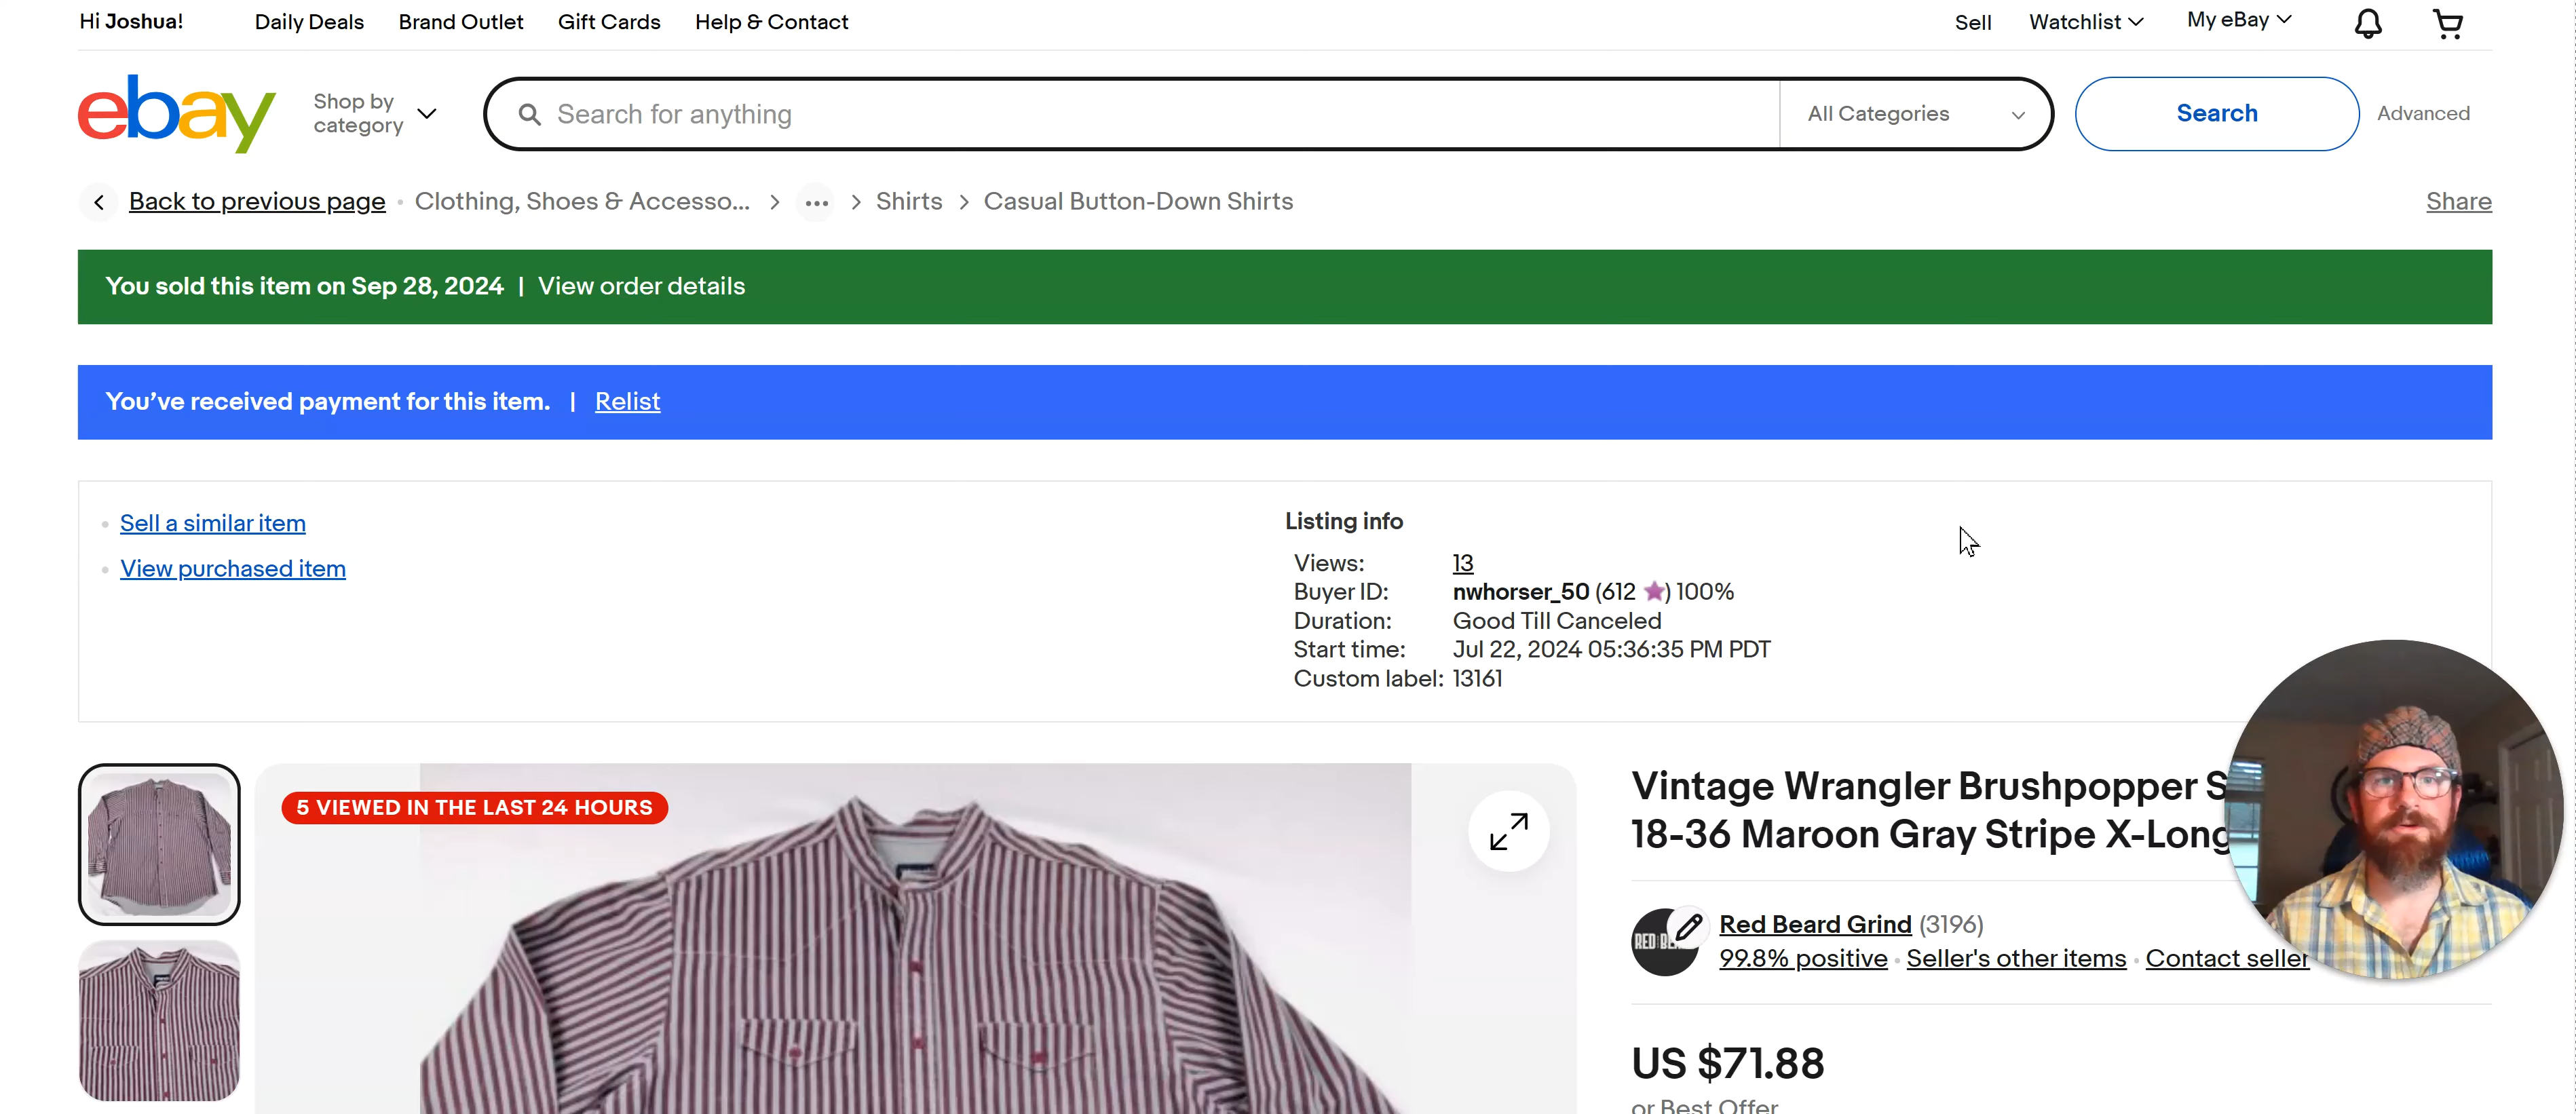 Hi Joshua!
Daily Deals
Brand Outlet
Gift Cards
Help & Contact
Sell
Watchlist
My eBay
ebay
Shop by
category
Search for anything
All Categories
Search
Advanced
Back to previous page
Clothing, Shoes & Accesso...
...
Shirts
Casual Button-Down Shirts
Share
You sold this item on Sep 28, 2024 | View order details
You've received payment for this item. | Relist
Sell a similar item
View purchased item
Listing info
Views: 13
Buyer ID: nwhorser_50 (612 ) 100%
Duration: Good Till Canceled
Start time: Jul 22, 2024 05:36:35 PM PDT
Custom label: 13161
5 VIEWED IN THE LAST 24 HOURS
Vintage Wrangler Brushpopper S
18-36 Maroon Gray Stripe X-Long
RED BE
Red Beard Grind (3196)
99.8% positive
Seller's other items
Contact seller
US $71.88
or Best Offer